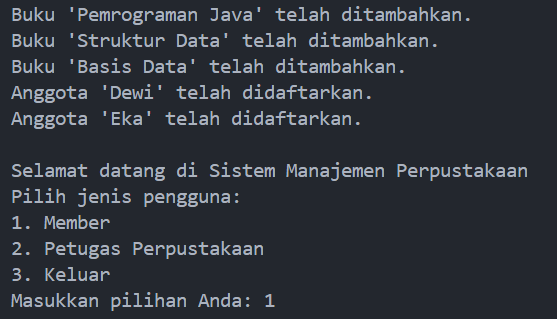 Buku 'Pemrograman Java' telah ditambahkan.
Buku 'Struktur Data' telah ditambahkan.
Buku 'Basis Data' telah ditambahkan.
Anggota 'Dewi' telah didaftarkan.
Anggota 'Eka' telah didaftarkan.
Selamat datang di Sistem Manajemen Perpustakaan
Pilih jenis pengguna:
1. Member
2. Petugas Perpustakaan
3. Keluar
Masukkan pilihan Anda: 1